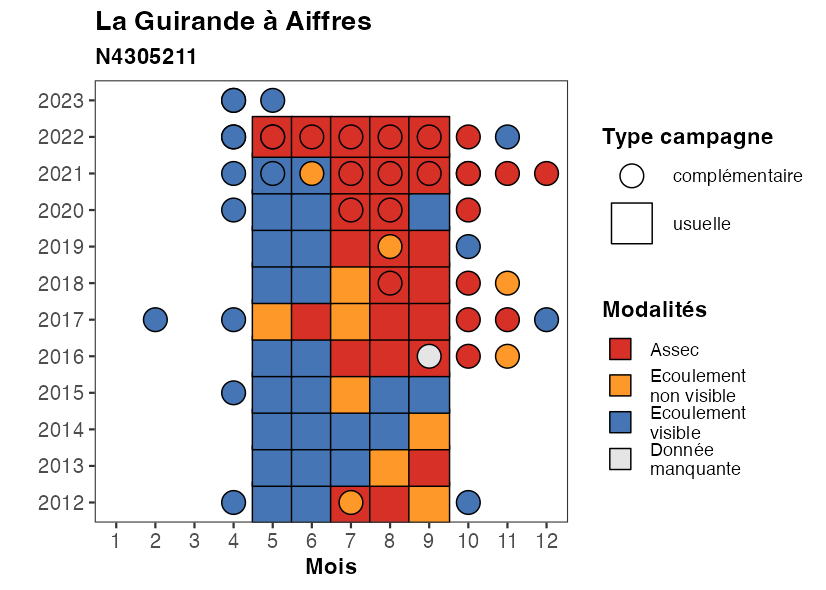 La Guirande à Aiffres
N4305211
2023
2022
2021
2020
2019
2018
2017
2016
2015
2014
2013
2012
1 2 3 4 5 6 7 8 9 10 11 12
Mois
Type campagne
complémentaire
usuelle
Modalités
Assec
Ecoulement
non visible
Ecoulement
visible
Donnée
manquante